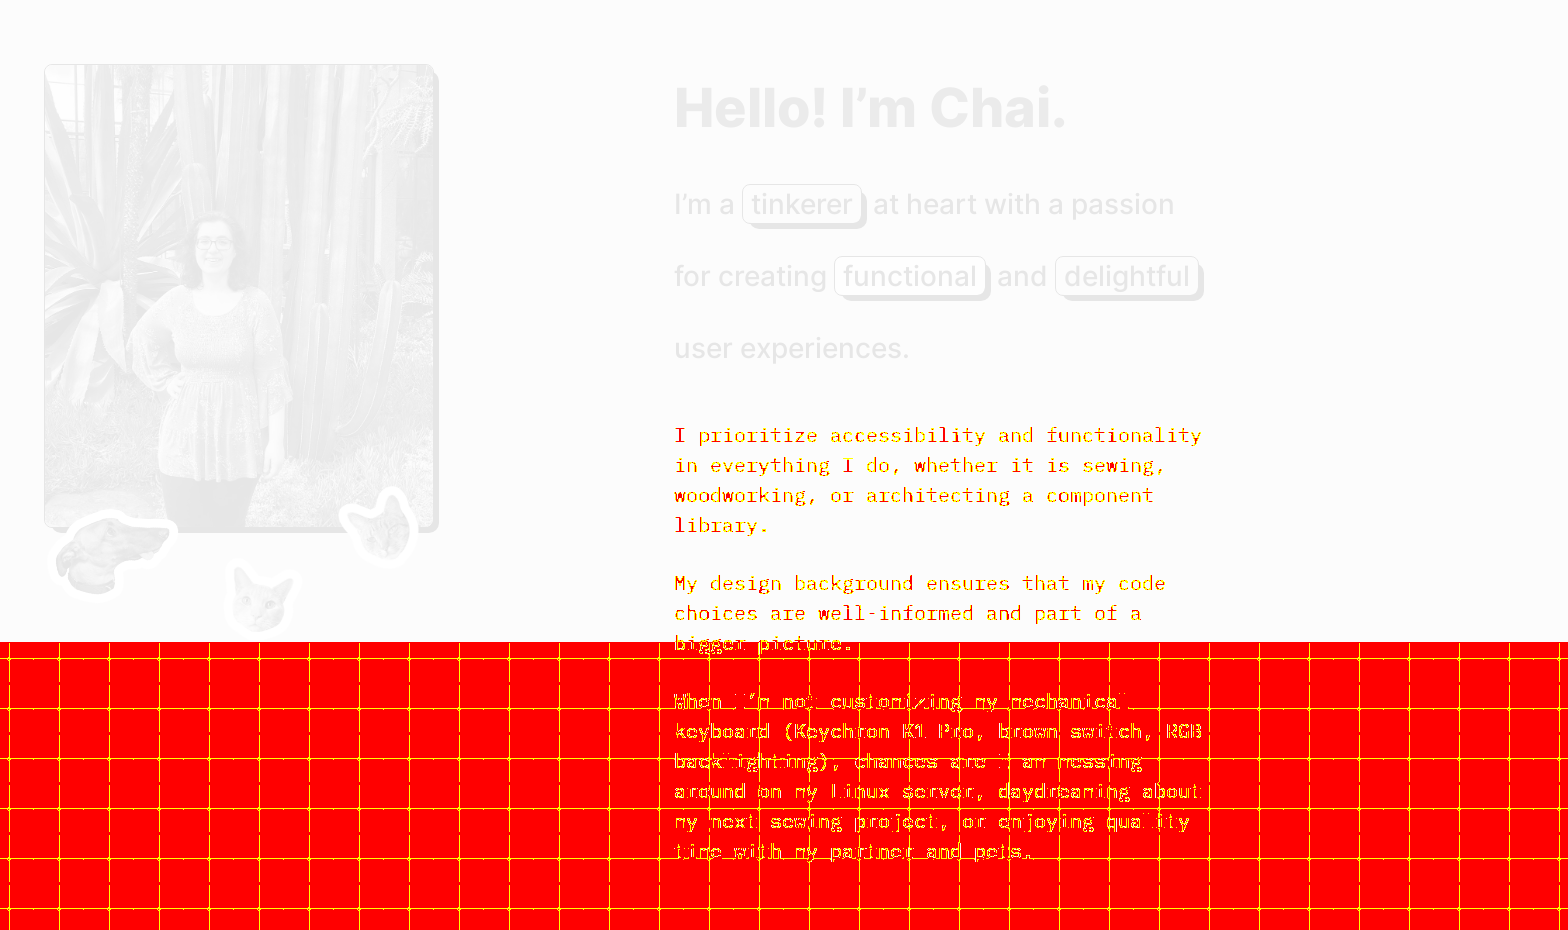 Hello! I’m Chai.
I’m a tinkerer at heart with a passion
for creating functional and delightful
user experiences.
I prioritize accessibility and functionality
in everything I do, whether it is sewing,
woodworking, or architecting a component
library.
My design background ensures that my code
choices are well-informed and part of a
bigger picture.
When I’m not customizing my mechanical
keyboard (Keychron K1 Pro, brown switch, RGB
backlighting), chances are I am messing
around on my Linux server, daydreaming about
my next sewing project, or enjoying quality
time with my partner and pets.